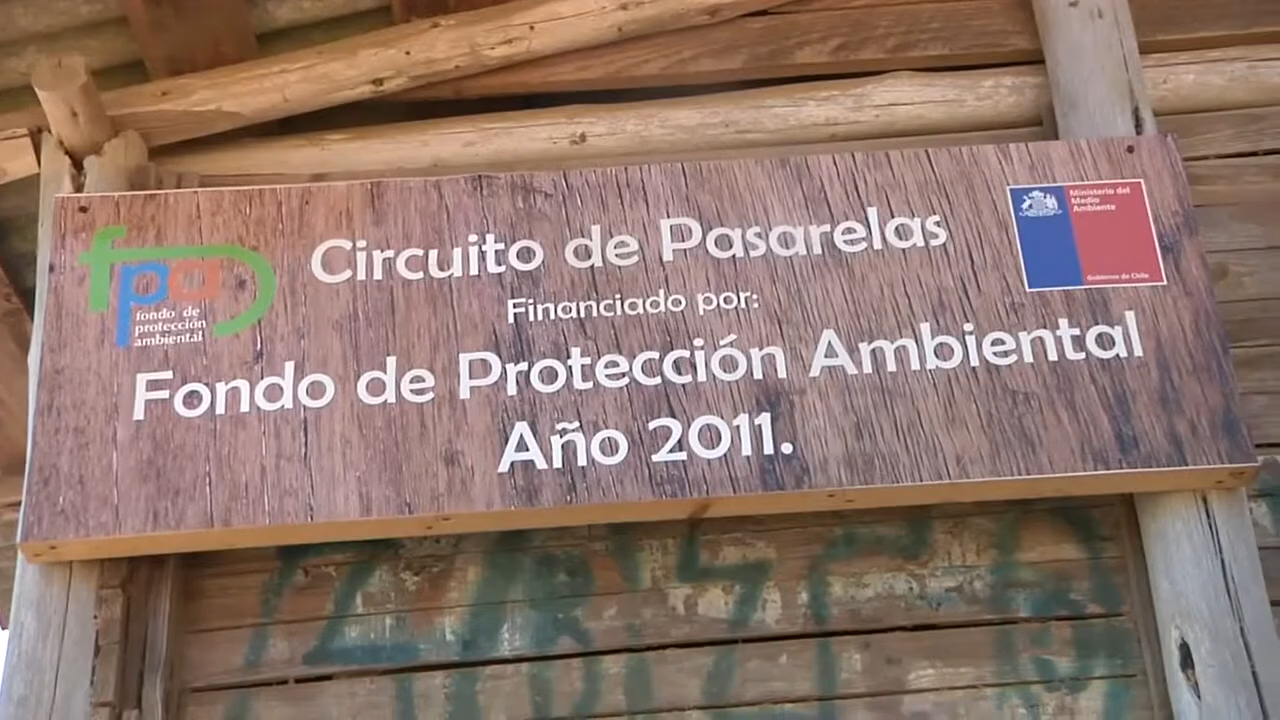 fpa
fondo de
protección
ambiental
Circuito de Pasarelas
Financiado por:
Fondo de Protección Ambiental
Año 2011.
Ministerio del
Medio
Ambiente
Gobierno de Chile